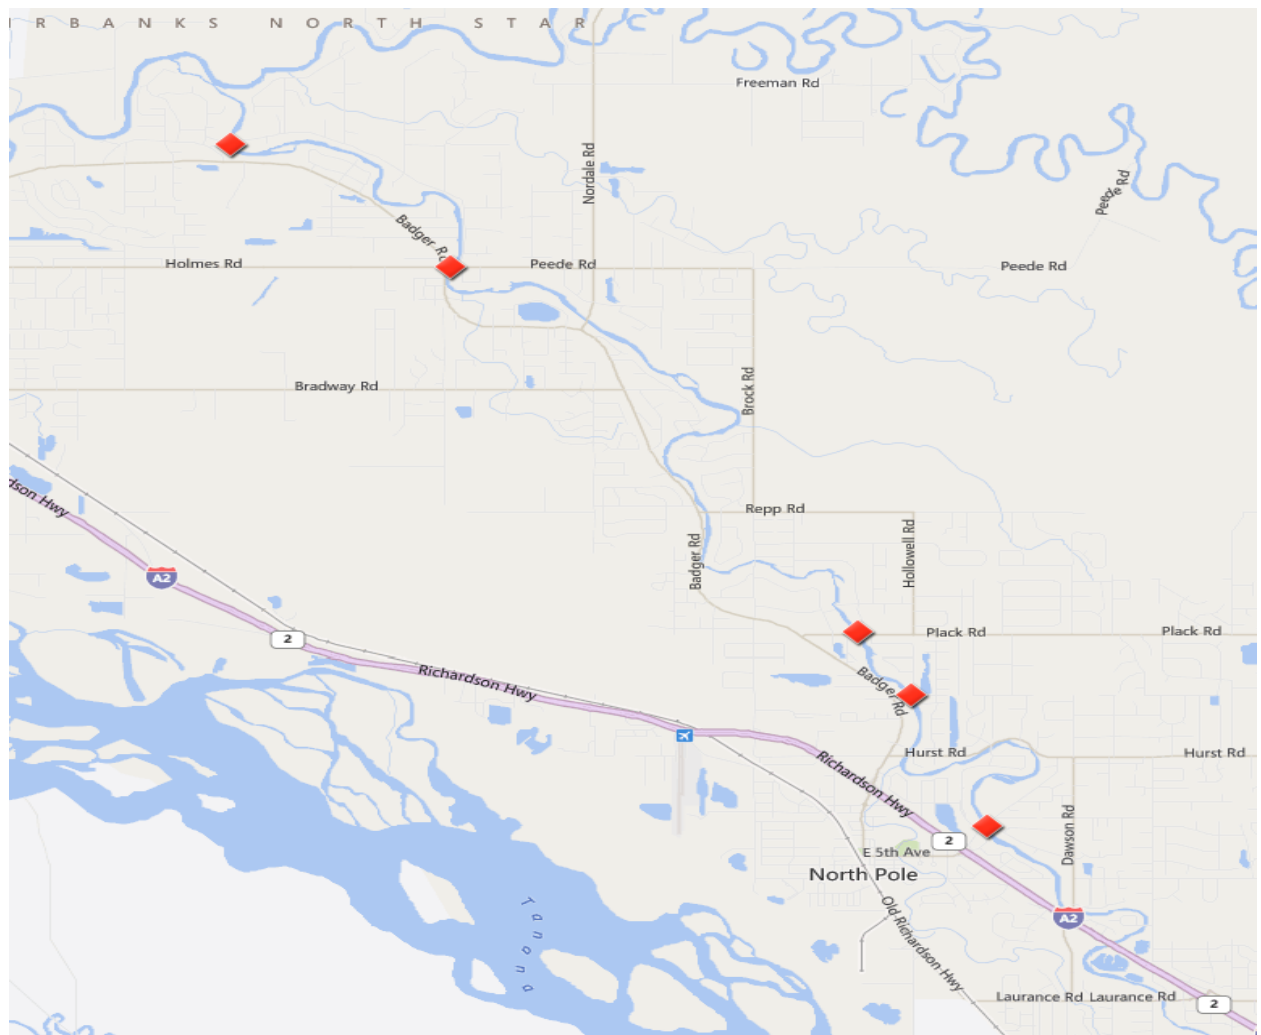 RBANKS NORTH STAR
Freeman Rd
Nordale Rd
Peede Rd
Badger Rd
Holmes Rd
Peede Rd
Peede Rd
Bradway Rd
Brock Rd
dson Hwy
Repp Rd
Hollowell Rd
Badger Rd
A2
2
Plack Rd
Plack Rd
Richardson Hwy
Badger Rd
Hurst Rd
Hurst Rd
Richardson Hwy
Dawson Rd
2
E 5th Ave
North Pole
Tanana
Old Richardson Hwy
A2
Laurance Rd
Laurance Rd
2